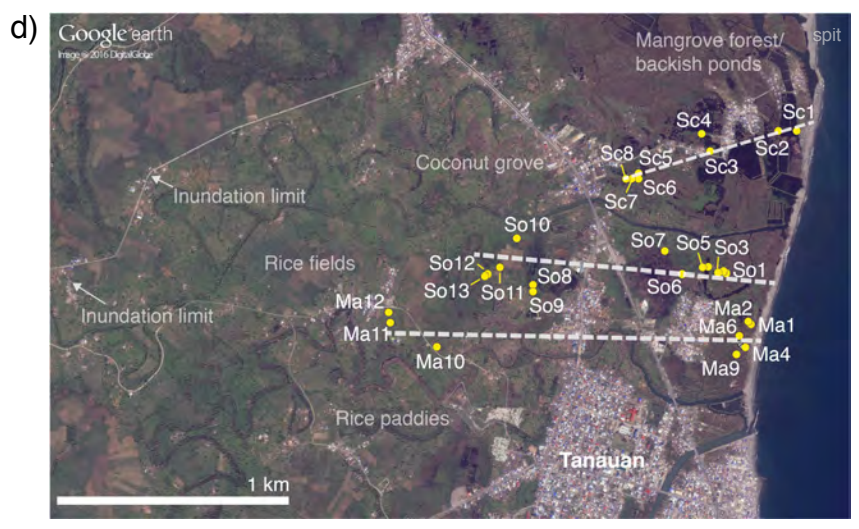 d)
Google earth
Image © 2016 DigitalGlobe
Mangrove forest/
backish ponds
spit
Sc4
Sc1
Sc2
Sc3
Coconut grove
Sc8
Sc5
Sc6
Sc7
Inundation limit
So10
So7
So5
So3
So1
So6
Rice fields
So12
So8
So13
So11
So9
Inundation limit
Ma12
Ma11
Ma10
Ma2
Ma1
Ma6
Ma4
Ma9
Rice paddies
Tanauan
1 km